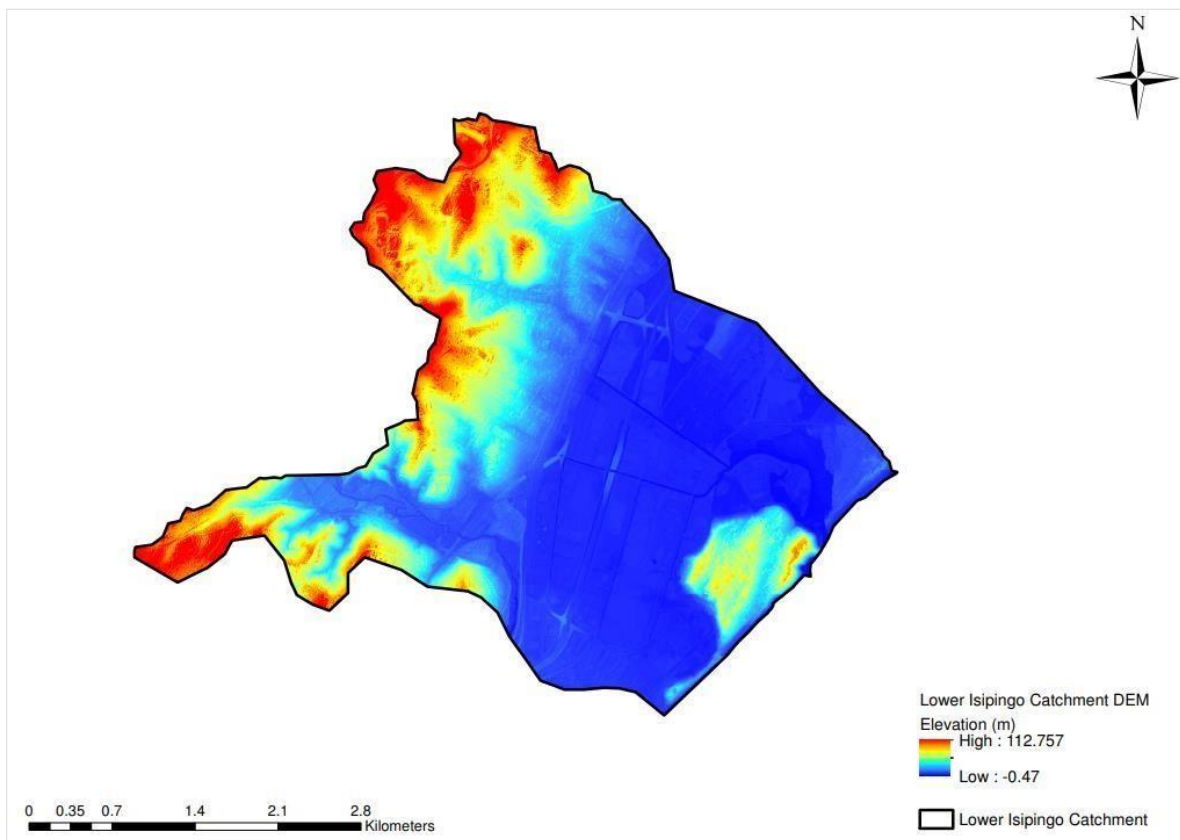 N
Lower Isipingo Catchment DEM
Elevation (m)
High : 112.757
Low : -0.47
0 0.35 0.7 1.4 2.1 2.8
Kilometers
Lower Isipingo Catchment